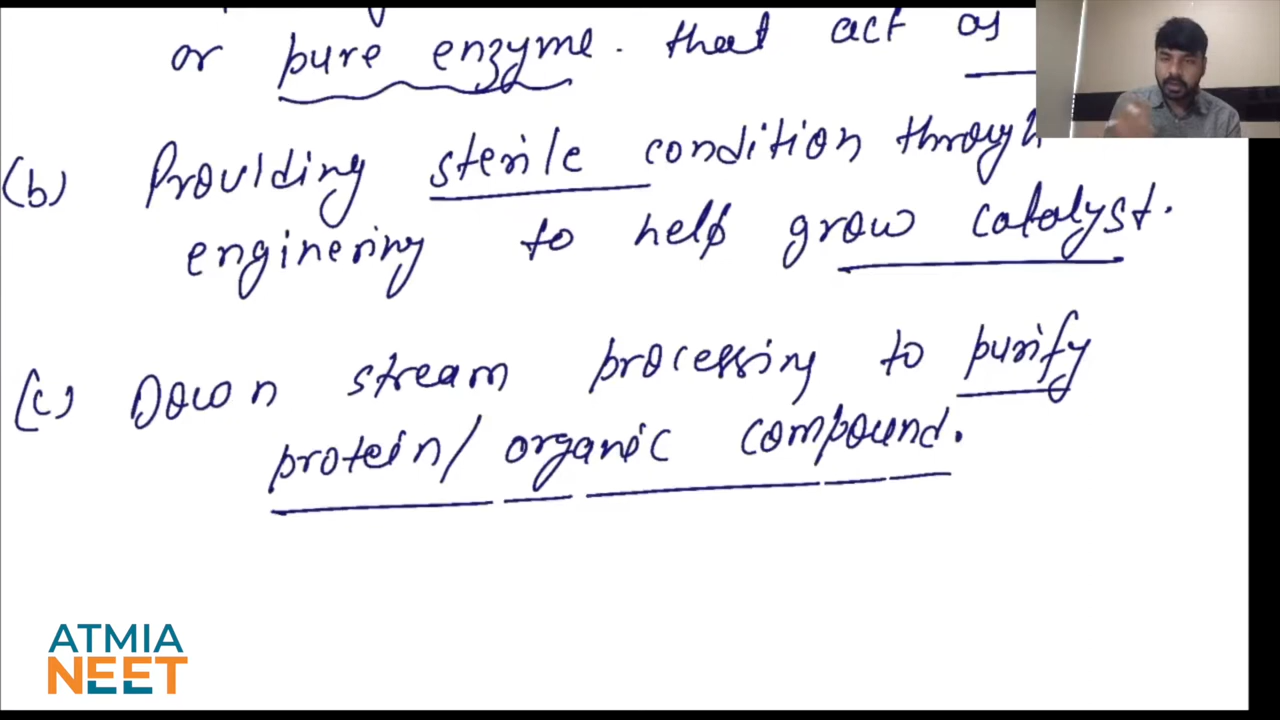 or pure enzyme. that act as
(b) Providing sterile condition through
enginering to help grow catalyst.
(c) Down stream processing to purify
protein/ organic compound.
ATMIA
NEET